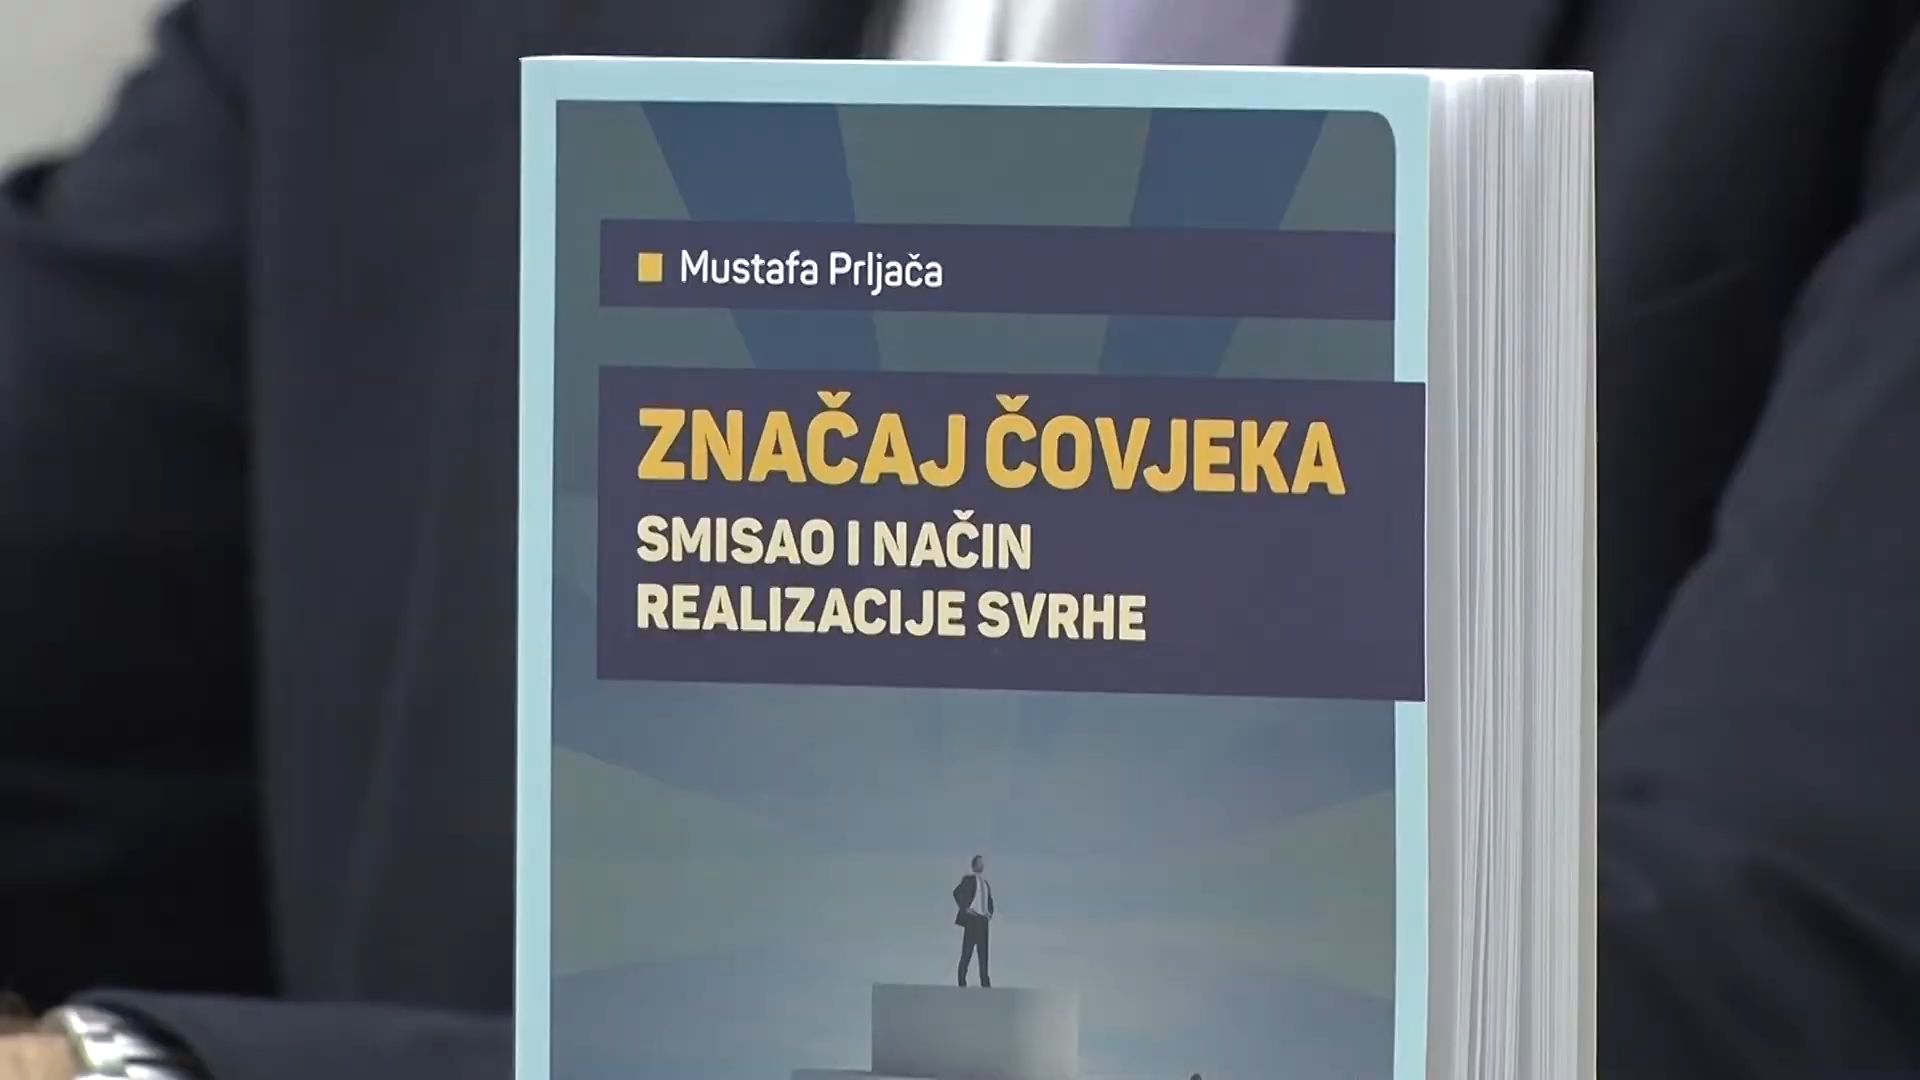 Mustafa Prljača
ZNAČAJ ČOVJEKA
SMISAO I NAČIN
REALIZACIJE SVRHE